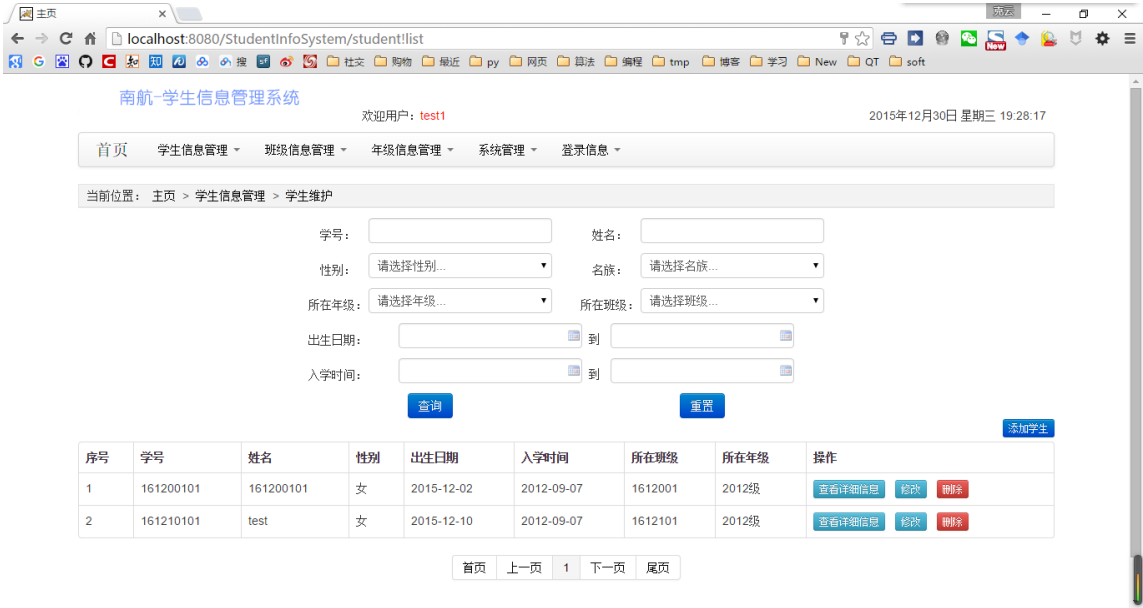 主页
宽云
localhost:8080/StudentInfoSystem/student!list
搜 社交 购物 最近 py 网页 算法 编程 tmp 博客 学习 New QT soft
南航-学生信息管理系统
欢迎用户：test1 2015年12月30日 星期三 19:28:17
首页 学生信息管理 班级信息管理 年级信息管理 系统管理 登录信息
当前位置： 主页 > 学生信息管理 > 学生维护
学号： 姓名：
性别： 请选择性别... 名族： 请选择名族...
所在年级： 请选择年级... 所在班级： 请选择班级...
出生日期： 到
入学时间： 到
查询 重置
添加学生
序号 学号 姓名 性别 出生日期 入学时间 所在班级 所在年级 操作
1 161200101 161200101 女 2015-12-02 2012-09-07 1612001 2012级 查看详细信息 修改 删除
2 161210101 test 女 2015-12-10 2012-09-07 1612101 2012级 查看详细信息 修改 删除
首页 上一页 1 下一页 尾页